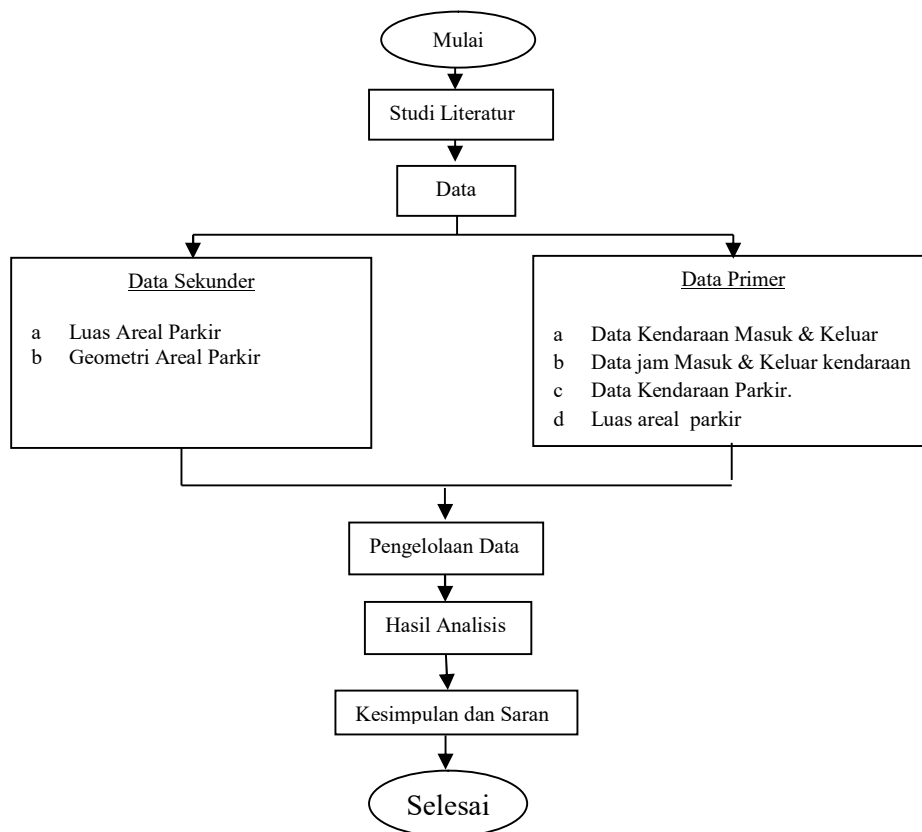 Mulai
Studi Literatur
Data
Data Sekunder
a Luas Areal Parkir
b Geometri Areal Parkir
Data Primer
a Data Kendaraan Masuk & Keluar
b Data jam Masuk & Keluar kendaraan
c Data Kendaraan Parkir.
d Luas areal parkir
Pengelolaan Data
Hasil Analisis
Kesimpulan dan Saran
Selesai